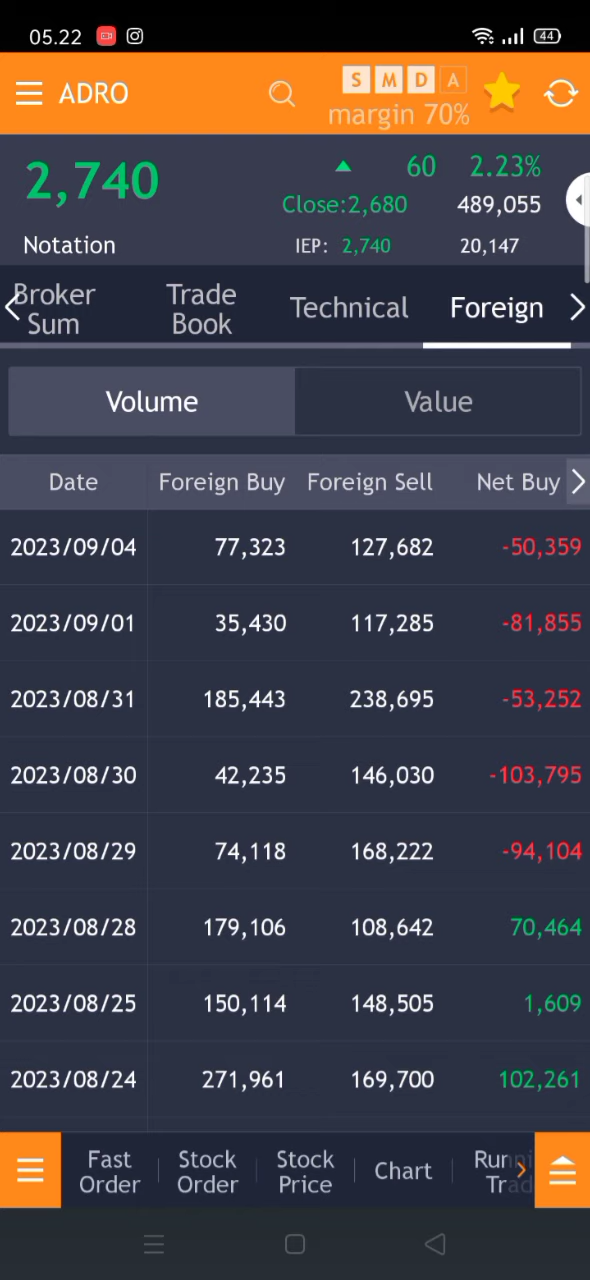 05.22
44
ADRO
S M D A
margin 70%
2,740
60 2.23%
Close:2,680 489,055
Notation
IEP: 2,740 20,147
Broker Sum
Trade Book
Technical
Foreign
Volume
Value
Date Foreign Buy Foreign Sell Net Buy
2023/09/04 77,323 127,682 -50,359
2023/09/01 35,430 117,285 -81,855
2023/08/31 185,443 238,695 -53,252
2023/08/30 42,235 146,030 -103,795
2023/08/29 74,118 168,222 -94,104
2023/08/28 179,106 108,642 70,464
2023/08/25 150,114 148,505 1,609
2023/08/24 271,961 169,700 102,261
Fast Order
Stock Order
Stock Price
Chart
Runni
Trad